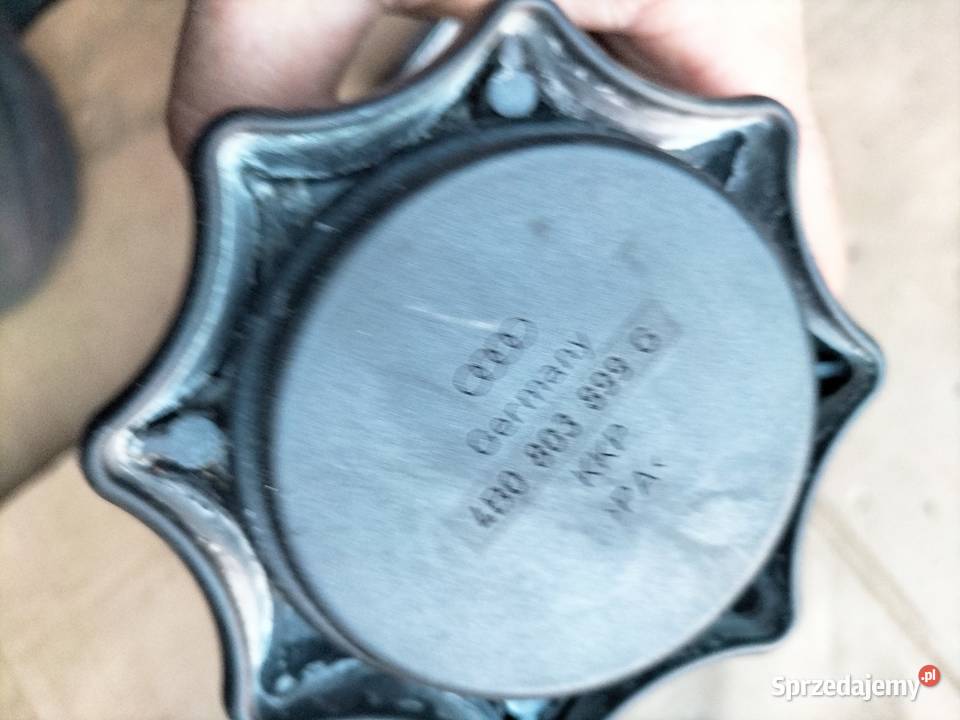 Germany
4B0 803 899 G
KKP
>PA<
Sprzedajemy.pl